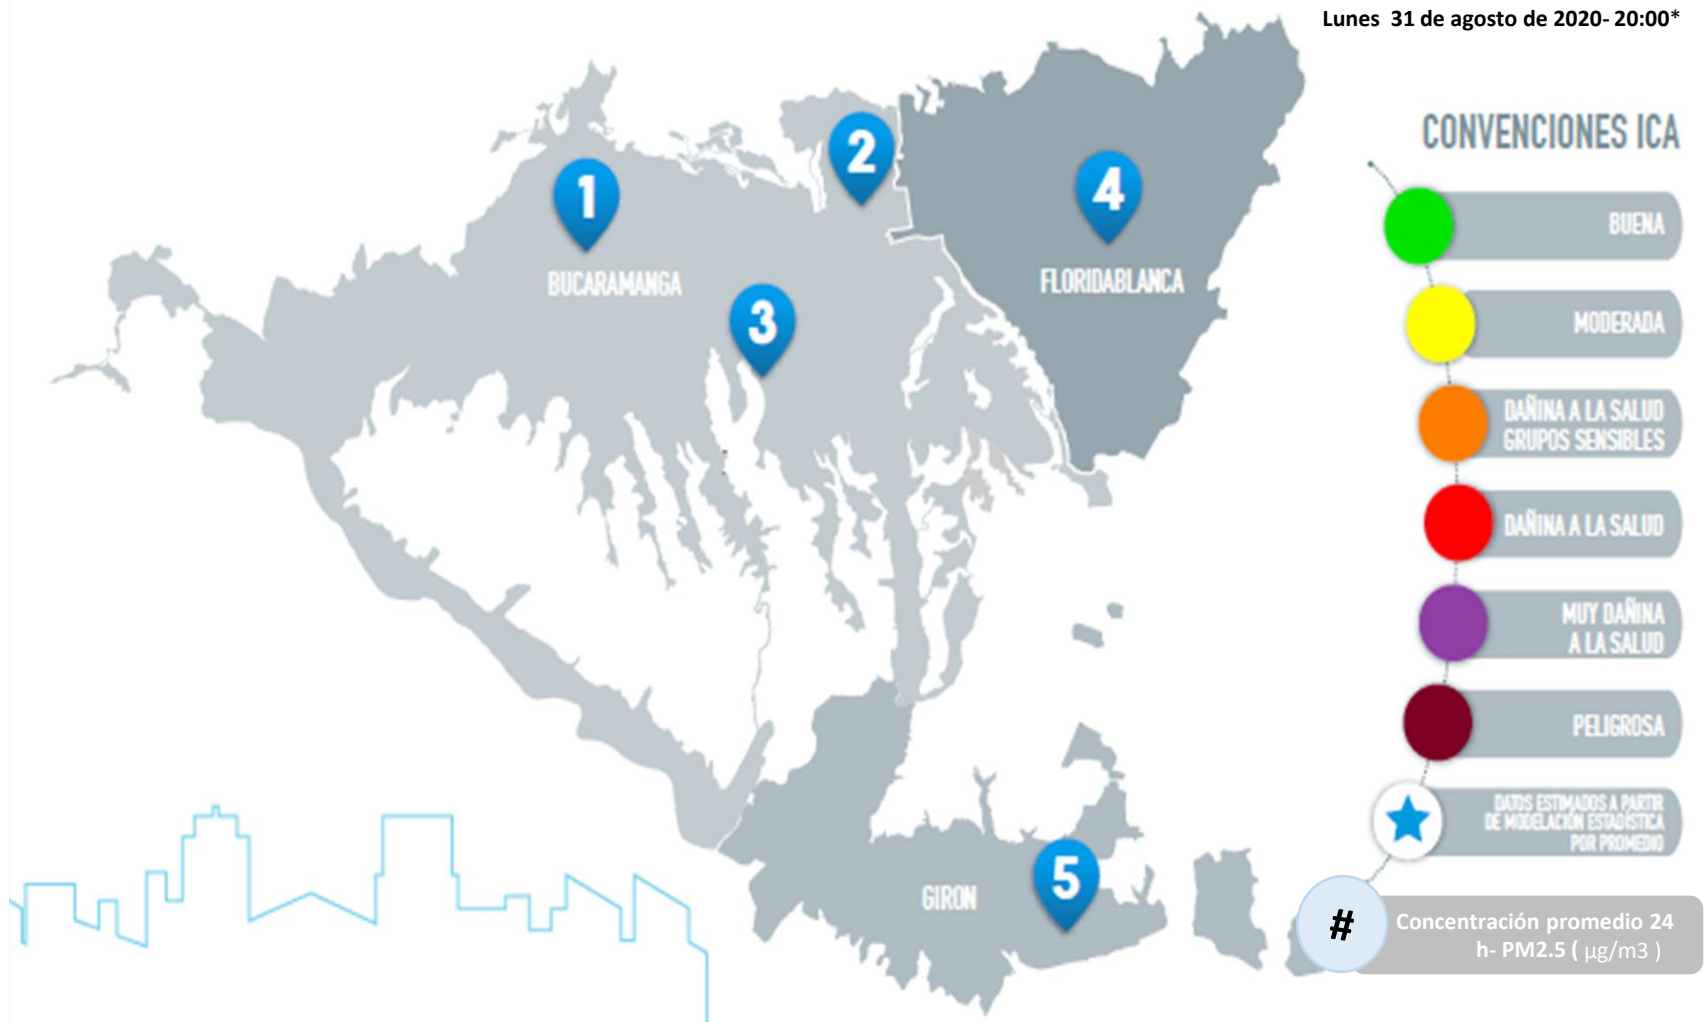 Lunes 31 de agosto de 2020- 20:00*
CONVENCIONES ICA
BUENA
MODERADA
DAÑINA A LA SALUD
GRUPOS SENSIBLES
DAÑINA A LA SALUD
MUY DAÑINA
A LA SALUD
PELIGROSA
DATOS ESTIMADOS A PARTIR
DE MODELACIÓN ESTADÍSTICA
POR PROMEDIO
#
Concentración promedio 24
h- PM2.5 ( µg/m3 )
1
2
3
4
BUCARAMANGA
FLORIDABLANCA
GIRON
5